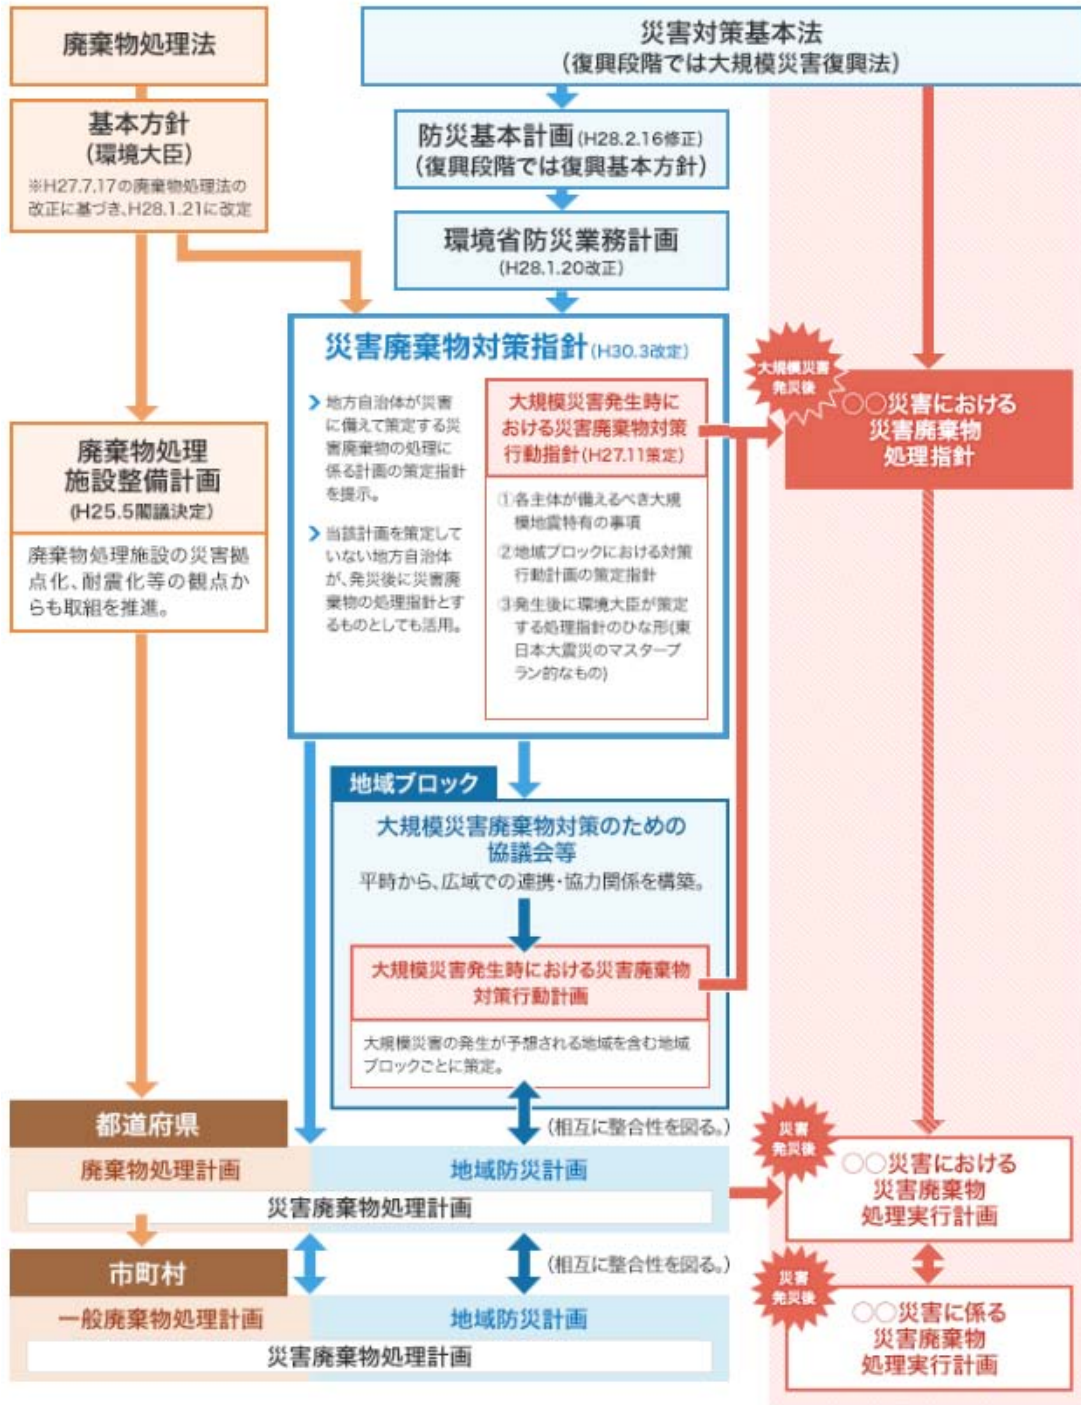 廃棄物処理法
災害対策基本法
(復興段階では大規模災害復興法)
基本方針
(環境大臣)
※H27.7.17の廃棄物処理法の
改正に基づき、H28.1.21に改定
防災基本計画(H28.2.16修正)
(復興段階では復興基本方針)
環境省防災業務計画
(H28.1.20改正)
災害廃棄物対策指針(H30.3改定)
地方自治体が災害
に備えて策定する災
害廃棄物の処理に
係る計画の策定指針
を提示。
当該計画を策定して
いない地方自治体
が、発災後に災害廃
棄物の処理指針とす
るものとしても活用。
大規模災害発生時に
おける災害廃棄物対策
行動指針(H27.11策定)
①各主体が備えるべき大規
模地震特有の事項
②地域ブロックにおける対策
行動計画の策定指針
③発生後に環境大臣が策定
する処理指針のひな形(東
日本大震災のマスタープ
ラン的なもの)
大規模災害
発災後
○○災害における
災害廃棄物
処理指針
廃棄物処理
施設整備計画
(H25.5閣議決定)
廃棄物処理施設の災害拠
点化、耐震化等の観点か
らも取組を推進。
地域ブロック
大規模災害廃棄物対策のための
協議会等
平時から、広域での連携・協力関係を構築。
大規模災害発生時における災害廃棄物
対策行動計画
大規模災害の発生が予想される地域を含む地域
ブロックごとに策定。
都道府県
(相互に整合性を図る。)
廃棄物処理計画
地域防災計画
災害廃棄物処理計画
災害
発災後
○○災害における
災害廃棄物
処理実行計画
市町村
(相互に整合性を図る。)
一般廃棄物処理計画
地域防災計画
災害廃棄物処理計画
災害
発災後
○○災害に係る
災害廃棄物
処理実行計画